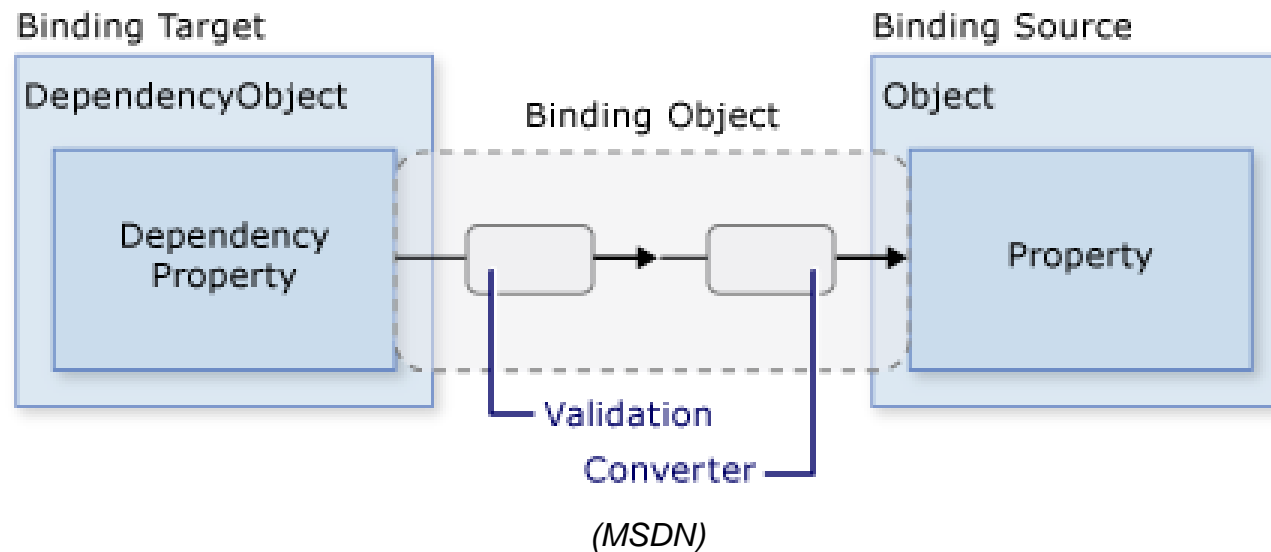 Binding Target
Binding Source
DependencyObject
Object
Binding Object
Dependency
Property
Property
Validation
Converter
(MSDN)